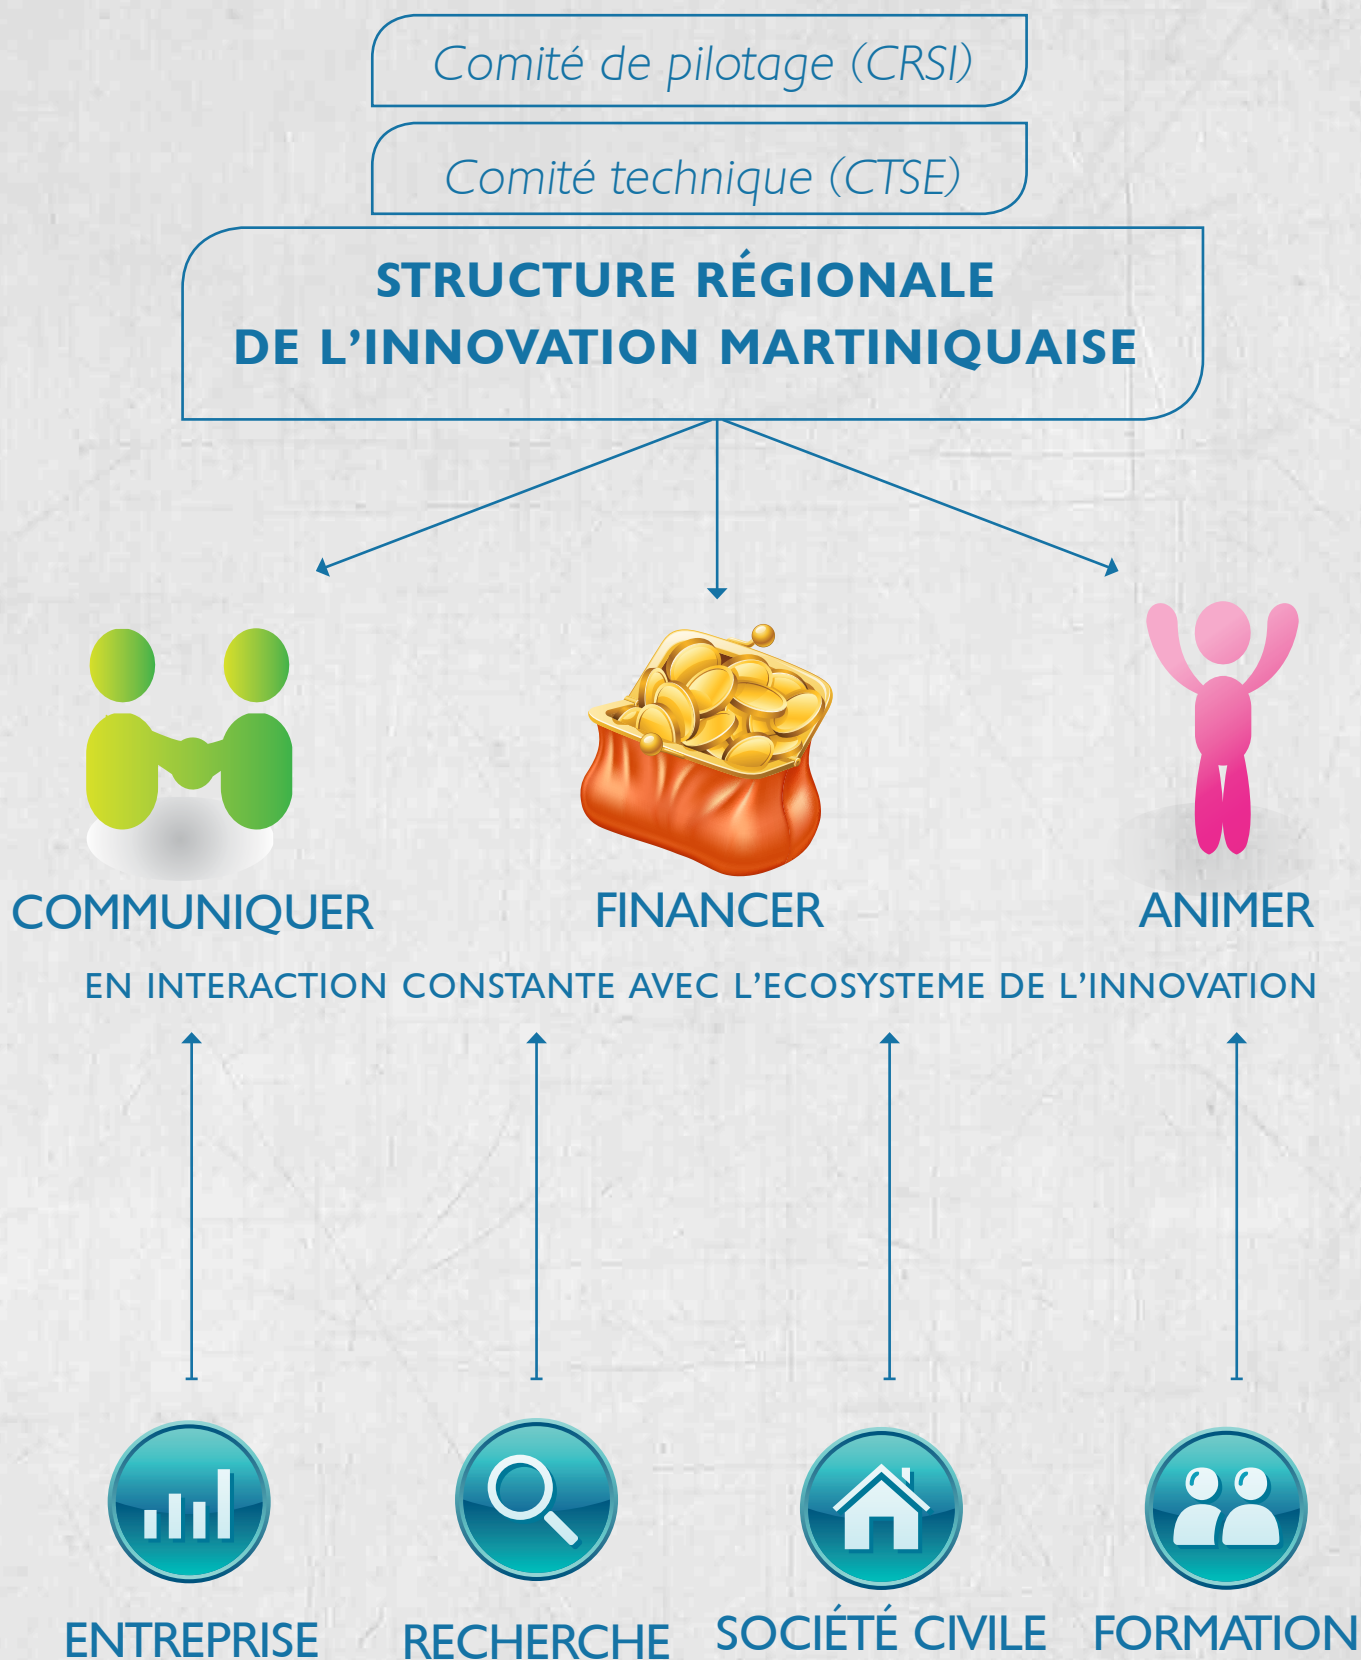 Comité de pilotage (CRSI)
Comité technique (CTSE)
STRUCTURE RÉGIONALE
DE L’INNOVATION MARTINIQUAISE
COMMUNIQUER
FINANCER
ANIMER
EN INTERACTION CONSTANTE AVEC L’ECOSYSTEME DE L’INNOVATION
ENTREPRISE
RECHERCHE
SOCIÉTÉ CIVILE
FORMATION